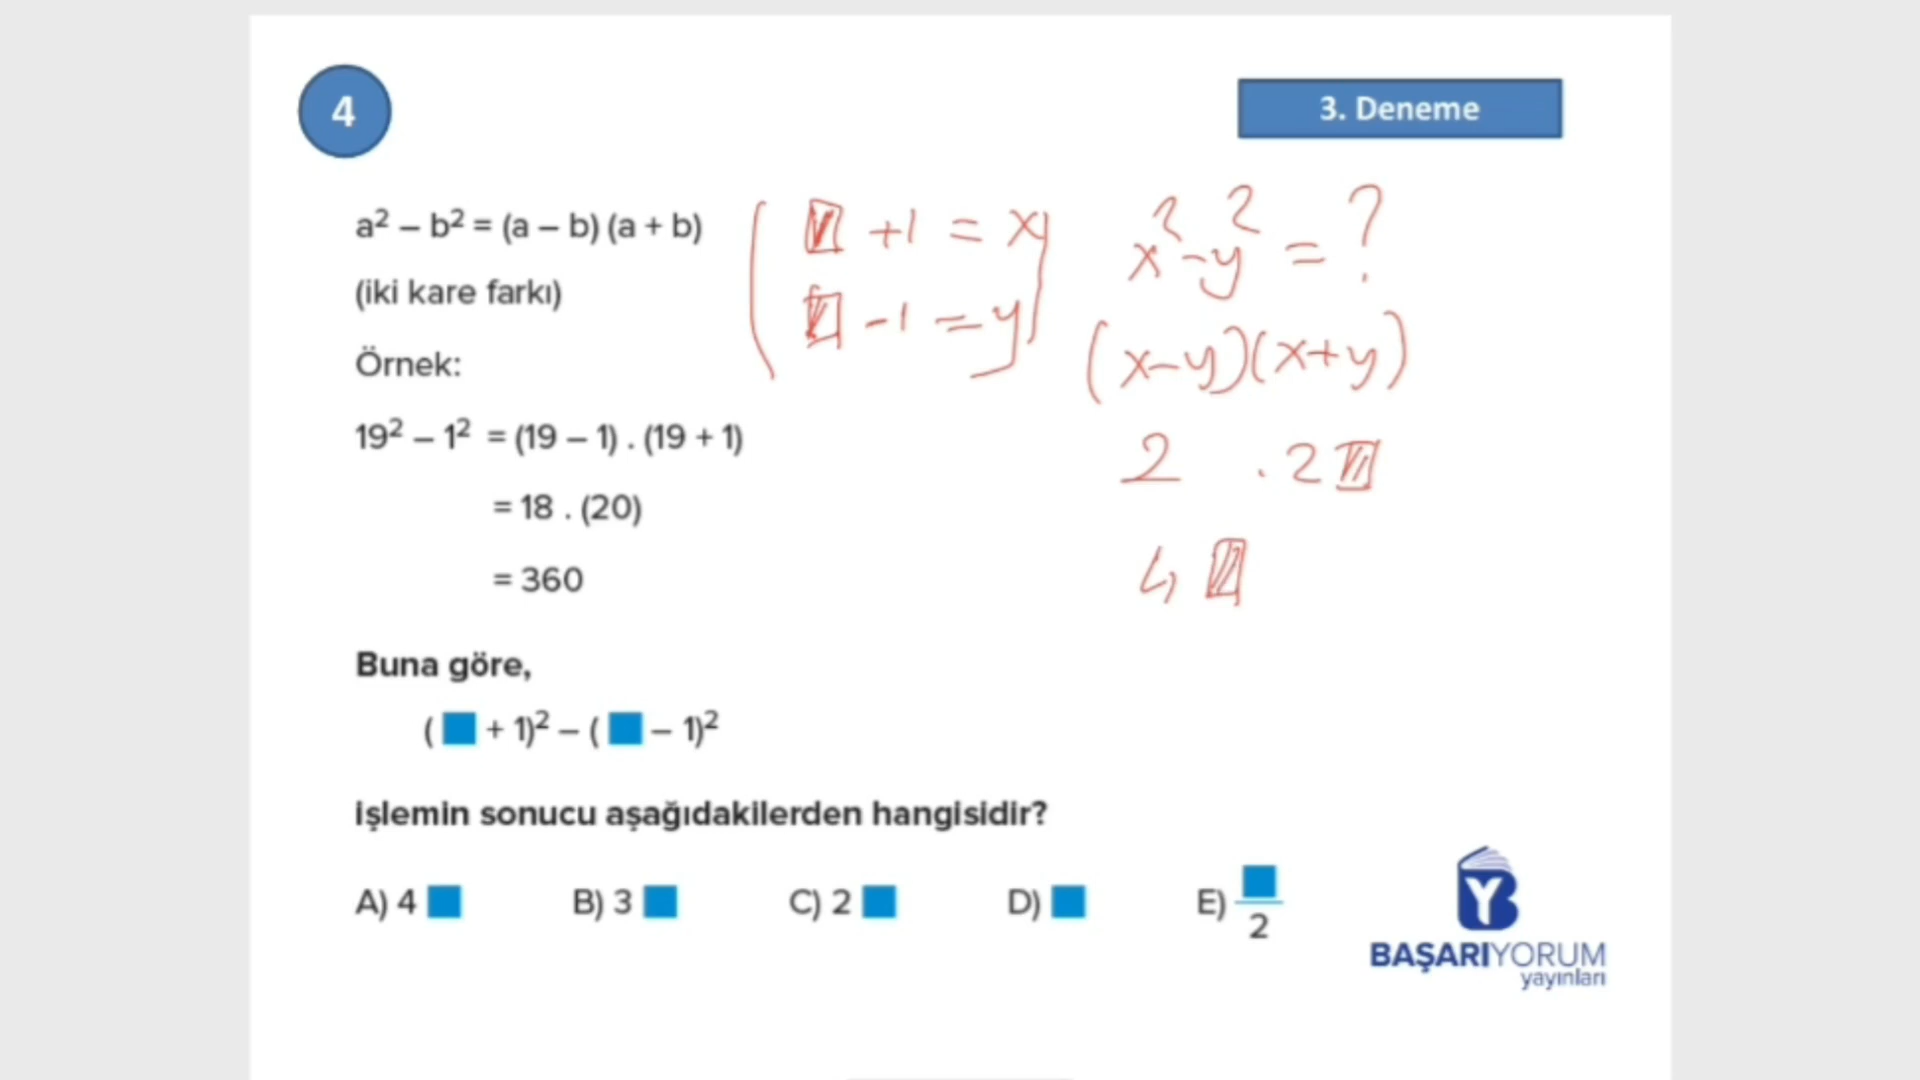 4
3. Deneme
a² – b² = (a – b) (a + b)
(iki kare farkı)
Örnek:
19² – 1² = (19 – 1) . (19 + 1)
= 18 . (20)
= 360
□ +1 = x
□ -1 = y
x² - y² = ?
(x-y)(x+y)
2 . 2□
4□
Buna göre,
( ■ + 1)² – ( ■ – 1)²
işlemin sonucu aşağıdakilerden hangisidir?
A) 4 ■ B) 3 ■ C) 2 ■ D) ■ E) ■/2
BY
BAŞARIYORUM
yayınları